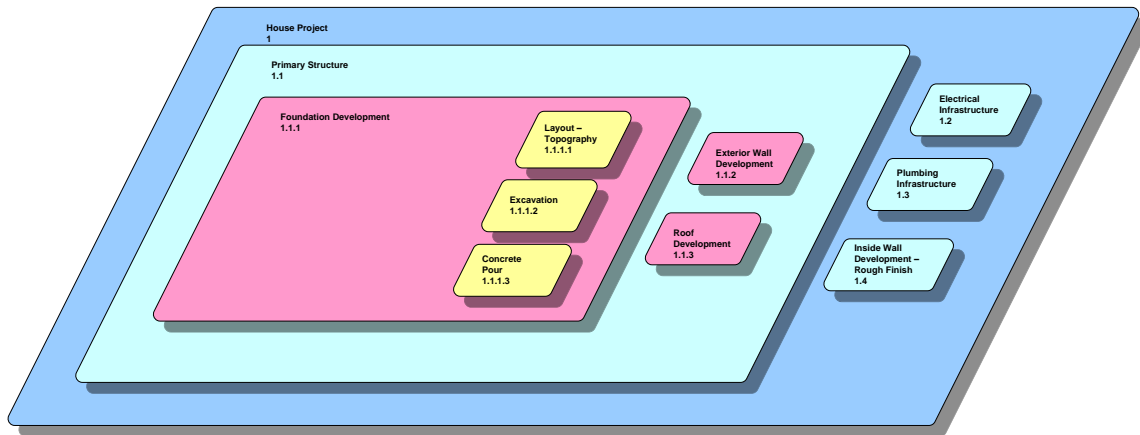 House Project
1
Primary Structure
1.1
Foundation Development
1.1.1
Layout –
Topography
1.1.1.1
Excavation
1.1.1.2
Concrete
Pour
1.1.1.3
Exterior Wall
Development
1.1.2
Roof
Development
1.1.3
Electrical
Infrastructure
1.2
Plumbing
Infrastructure
1.3
Inside Wall
Development –
Rough Finish
1.4